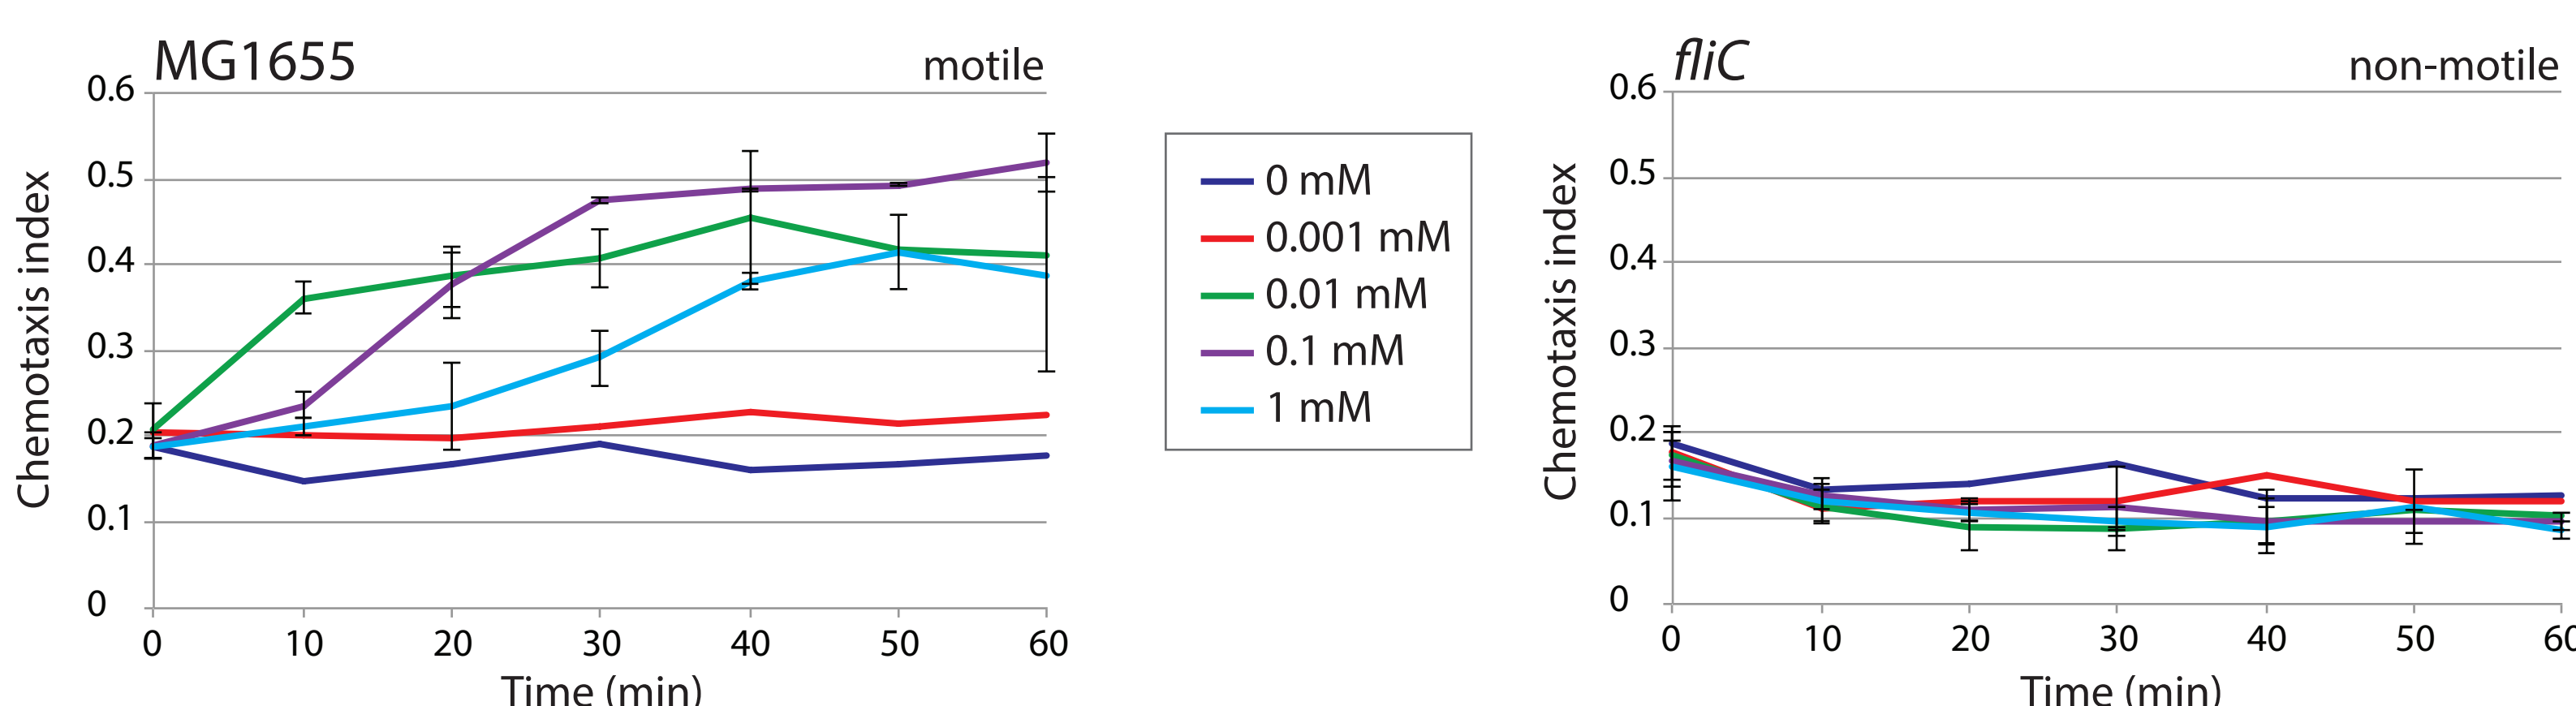 MG1655
motile
Chemotaxis index
0.6
0.5
0.4
0.3
0.2
0.1
0
0 10 20 30 40 50 60
Time (min)
0 mM
0.001 mM
0.01 mM
0.1 mM
1 mM
fliC
non-motile
Chemotaxis index
0.6
0.5
0.4
0.3
0.2
0.1
0
0 10 20 30 40 50 60
Time (min)